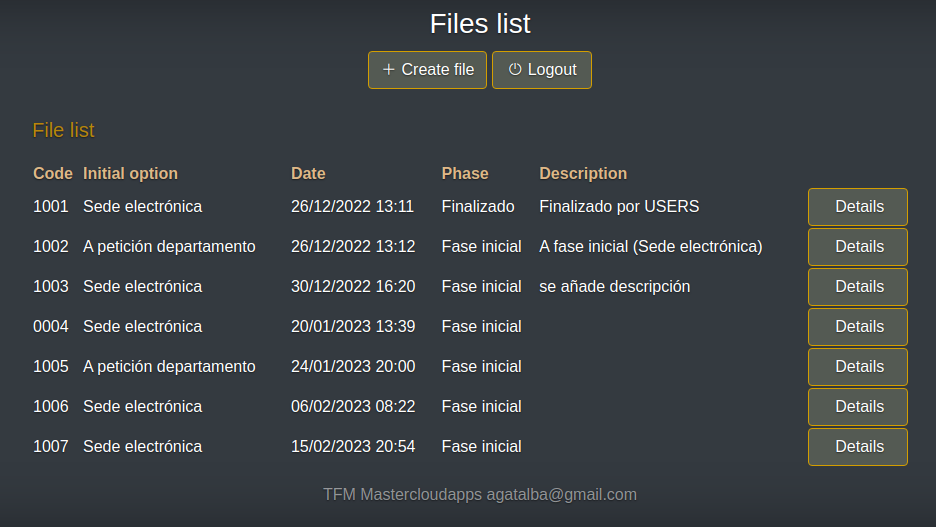 Files list
+ Create file Logout
File list
Code Initial option Date Phase Description
1001 Sede electrónica 26/12/2022 13:11 Finalizado Finalizado por USERS Details
1002 A petición departamento 26/12/2022 13:12 Fase inicial A fase inicial (Sede electrónica) Details
1003 Sede electrónica 30/12/2022 16:20 Fase inicial se añade descripción Details
0004 Sede electrónica 20/01/2023 13:39 Fase inicial Details
1005 A petición departamento 24/01/2023 20:00 Fase inicial Details
1006 Sede electrónica 06/02/2023 08:22 Fase inicial Details
1007 Sede electrónica 15/02/2023 20:54 Fase inicial Details
TFM Mastercloudapps agatalba@gmail.com